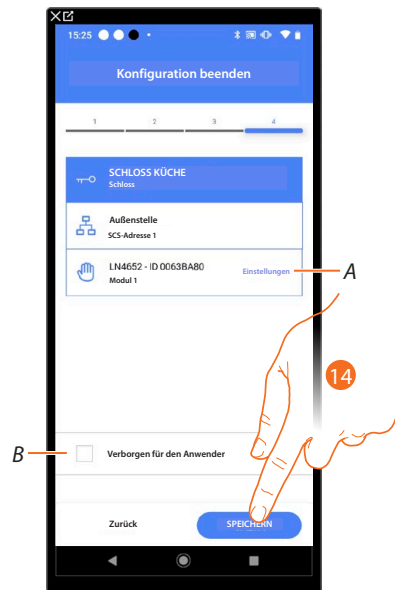 15:25
Konfiguration beenden
1 2 3 4
SCHLOSS KÜCHE
Schloss
Außenstelle
SCS-Adresse 1
LN4652 - ID 0063BA80
Einstellungen
A
Modul 1
14
B
Verborgen für den Anwender
Zurück
SPEICHERN